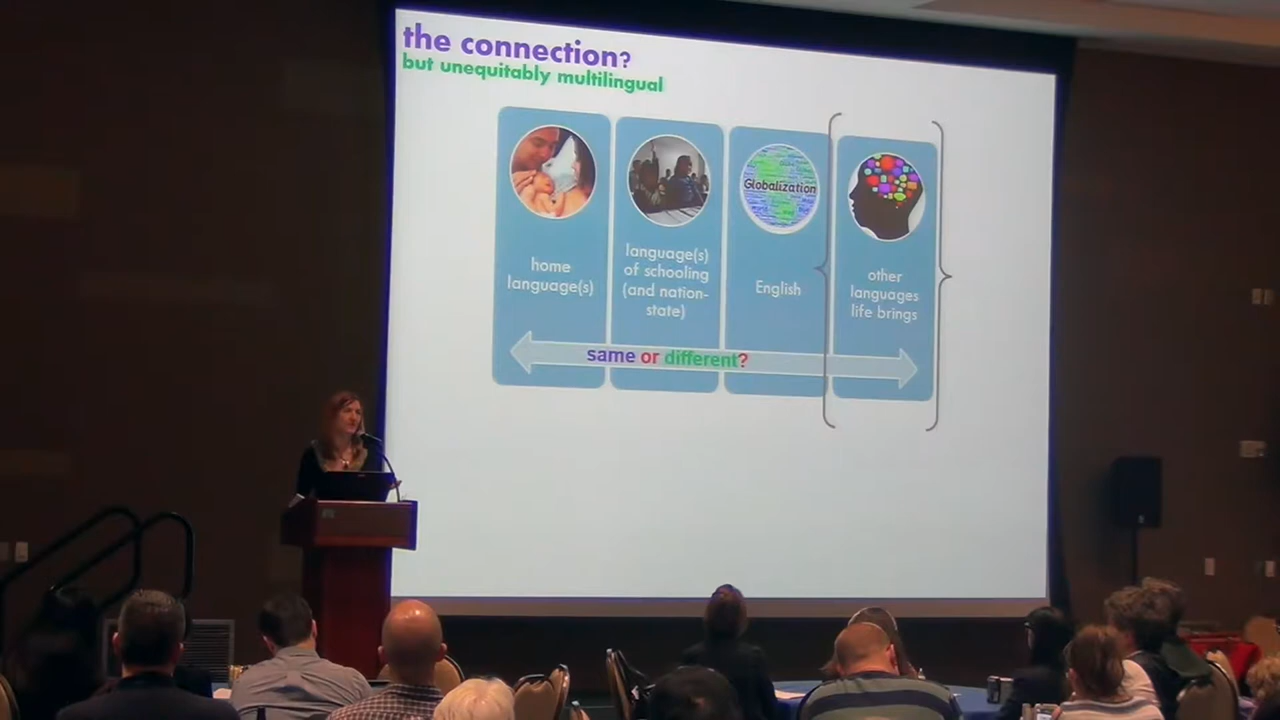 the connection?
but unequitably multilingual
home
language(s)
language(s)
of schooling
(and nation-
state)
Globalization
English
other
languages
life brings
same or different?